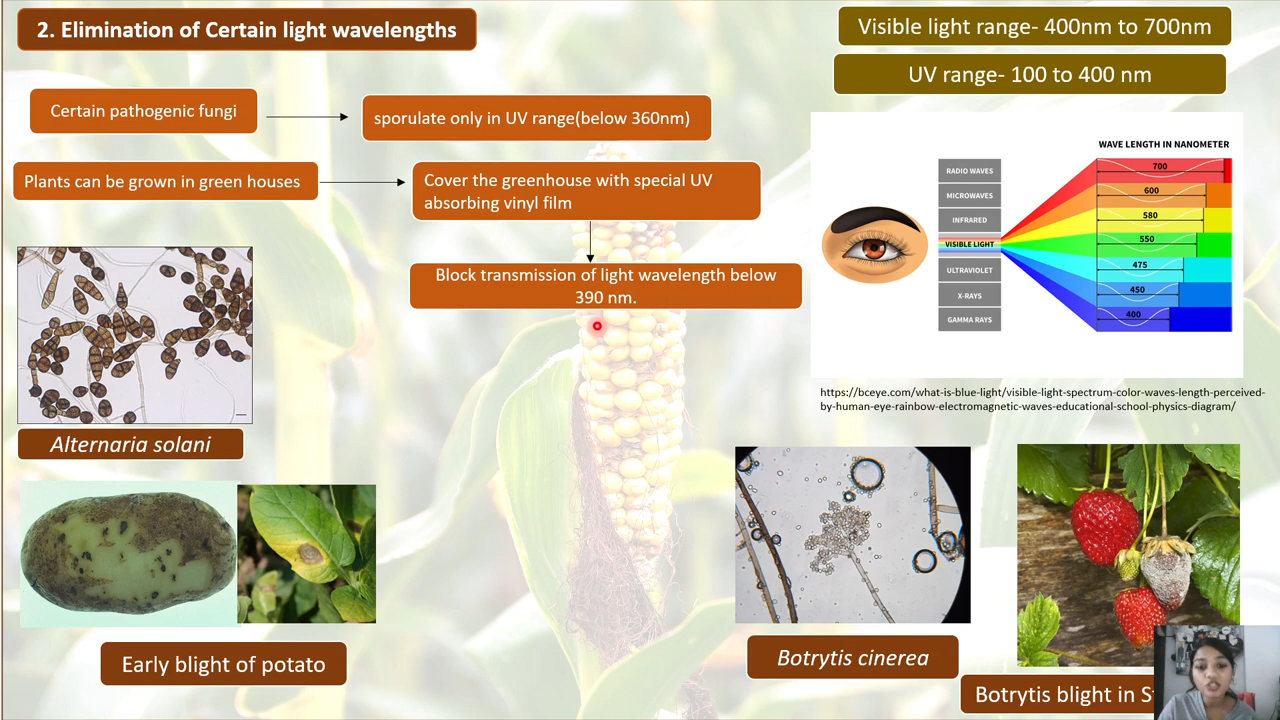 2. Elimination of Certain light wavelengths
Visible light range- 400nm to 700nm
UV range- 100 to 400 nm
Certain pathogenic fungi
sporulate only in UV range(below 360nm)
Plants can be grown in green houses
Cover the greenhouse with special UV
absorbing vinyl film
Block transmission of light wavelength below
390 nm.
WAVE LENGTH IN NANOMETER
RADIO WAVES
MICROWAVES
INFRARED
VISIBLE LIGHT
ULTRAVIOLET
X-RAYS
GAMMA RAYS
700
600
580
550
475
450
400
https://bceye.com/what-is-blue-light/visible-light-spectrum-color-waves-length-perceived-
by-human-eye-rainbow-electromagnetic-waves-educational-school-physics-diagram/
Alternaria solani
Early blight of potato
Botrytis cinerea
Botrytis blight in